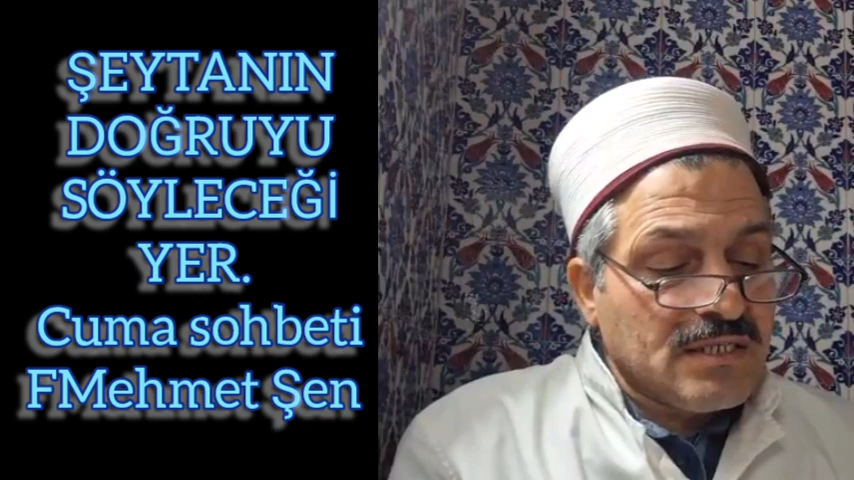 ŞEYTANIN
DOĞRUYU
SÖYLECEĞİ
YER.
Cuma sohbeti
FMehmet Şen